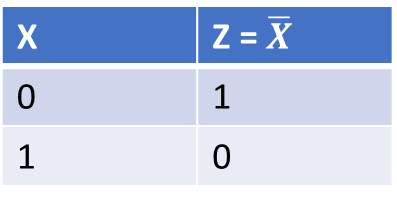 X Z = X̅
0 1
1 0